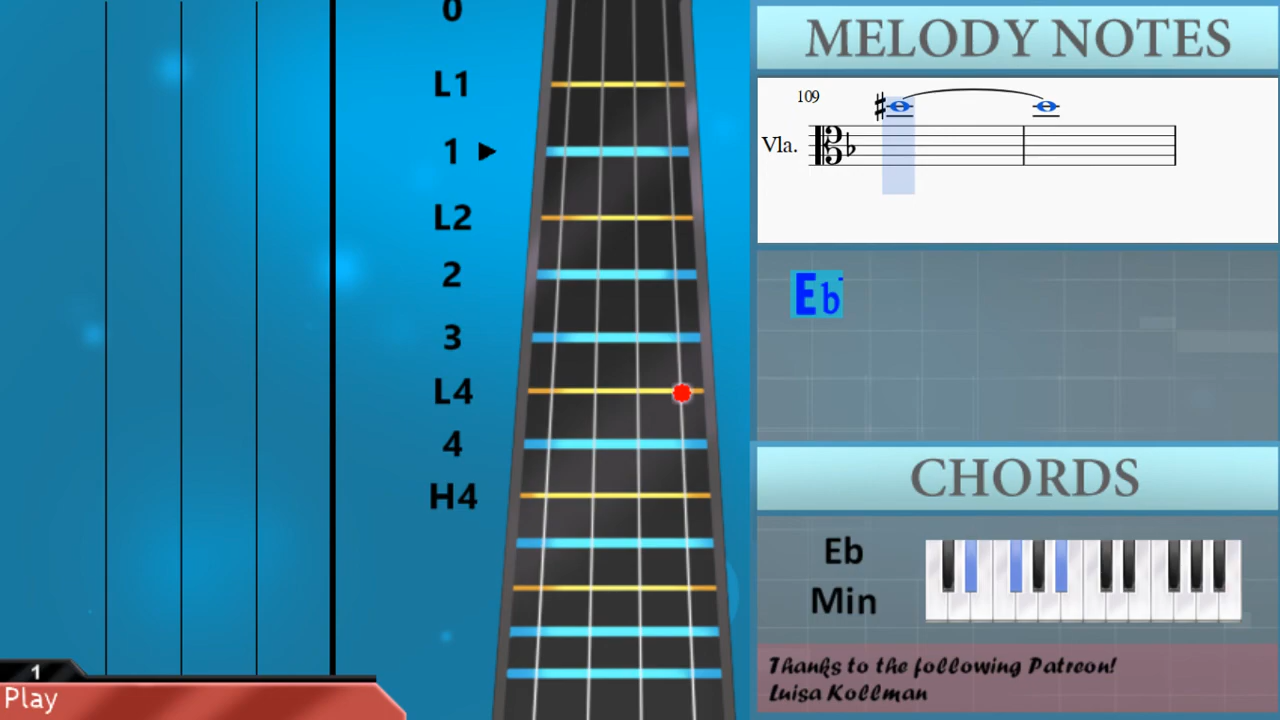 0
L1
1
L2
2
3
L4
4
H4
1
Play
MELODY NOTES
109
Vla.
Eb
CHORDS
Eb
Min
Thanks to the following Patreon!
Luisa Kollman